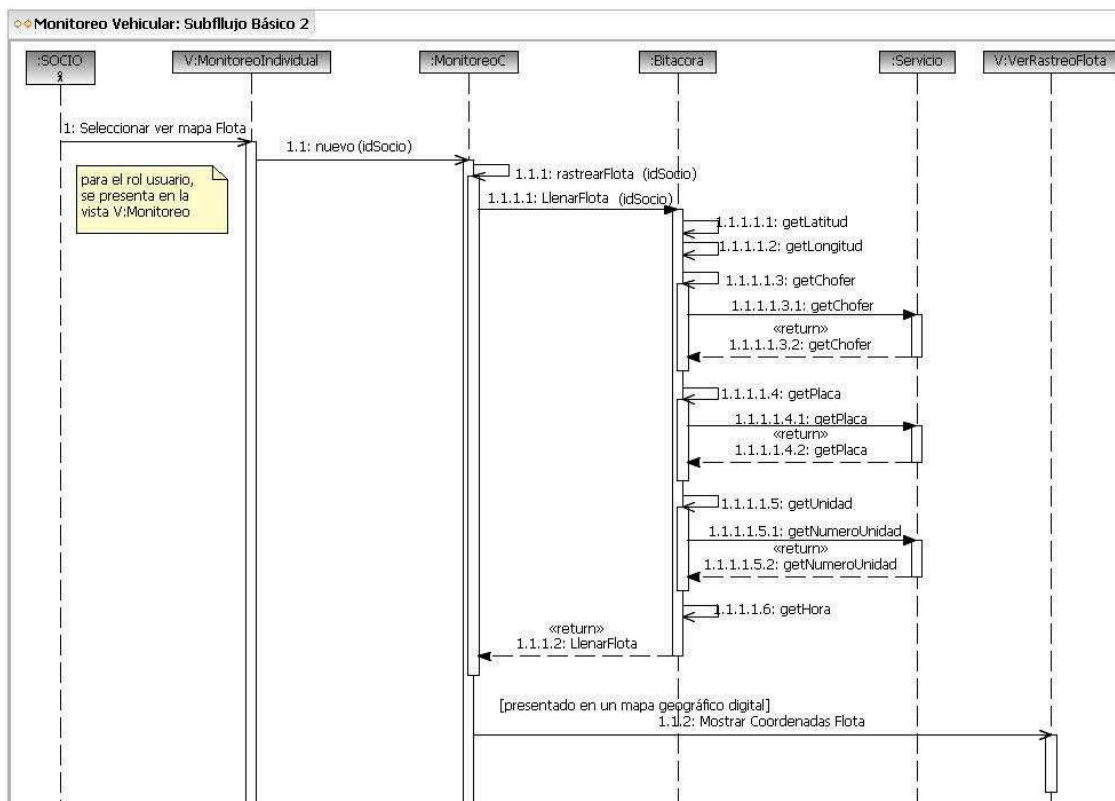 Monitoreo Vehicular: Subfllujo Básico 2
:SOCIO
V:MonitoreoIndividual
:MonitoreoC
:Bitacora
:Servicio
V:VerRastreoFlota
1: Seleccionar ver mapa Flota
1.1: nuevo (idSocio)
para el rol usuario,
se presenta en la
vista V:Monitoreo
1.1.1: rastrearFlota (idSocio)
1.1.1.1: LlenarFlota (idSocio)
1.1.1.1.1: getLatitud
1.1.1.1.2: getLongitud
1.1.1.1.3: getChofer
1.1.1.1.3.1: getChofer
«return»
1.1.1.1.3.2: getChofer
1.1.1.1.4: getPlaca
1.1.1.1.4.1: getPlaca
«return»
1.1.1.1.4.2: getPlaca
1.1.1.1.5: getUnidad
1.1.1.1.5.1: getNumeroUnidad
«return»
1.1.1.1.5.2: getNumeroUnidad
1.1.1.1.6: getHora
«return»
1.1.1.2: LlenarFlota
[presentado en un mapa geográfico digital]
1.1.2: Mostrar Coordenadas Flota